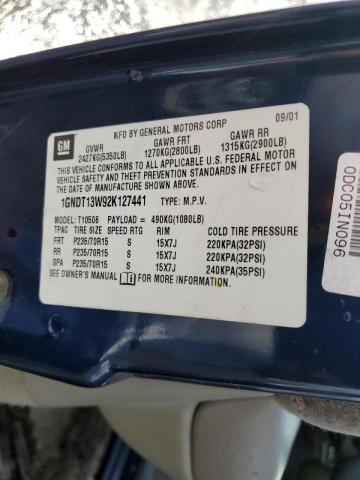 GM
MFD BY GENERAL MOTORS CORP
09/01
GVWR GAWR FRT GAWR RR
2427KG(5350LB) 1270KG(2800LB) 1315KG(2900LB)
THIS VEHICLE CONFORMS TO ALL APPLICABLE U.S. FEDERAL MOTOR
VEHICLE SAFETY STANDARDS IN EFFECT ON THE
DATE OF MANUFACTURE SHOWN ABOVE.
1GNDT13W92K127441 TYPE: M.P.V.
MODEL: T10506 PAYLOAD = 490KG(1080LB)
TPAC TIRE SIZE SPEED RTG RIM COLD TIRE PRESSURE
FRT P235/70R15 S 15X7J 220KPA(32PSI)
RR P235/70R15 S 15X7J 220KPA(32PSI)
SPA P235/70R15 S 15X7J 240KPA(35PSI)
SEE OWNER'S MANUAL FOR MORE INFORMATION.
0DC05IN096